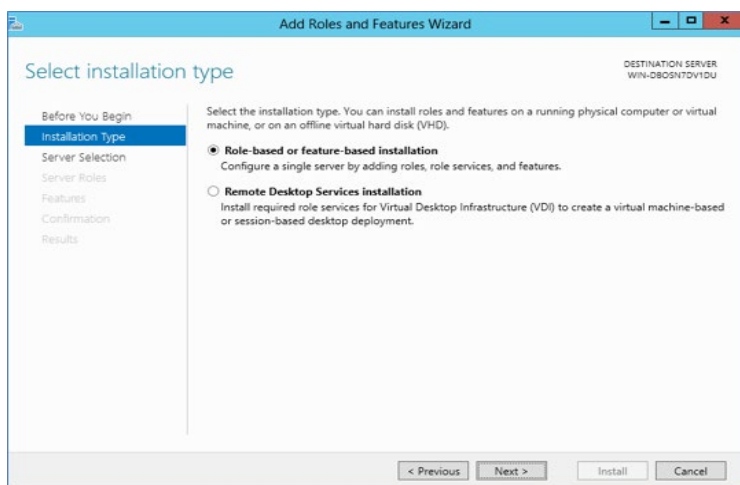 Add Roles and Features Wizard
Select installation type
DESTINATION SERVER
WIN-DBOSN7DV1DU
Before You Begin
Installation Type
Server Selection
Server Roles
Features
Confirmation
Results
Select the installation type. You can install roles and features on a running physical computer or virtual
machine, or on an offline virtual hard disk (VHD).
Role-based or feature-based installation
Configure a single server by adding roles, role services, and features.
Remote Desktop Services installation
Install required role services for Virtual Desktop Infrastructure (VDI) to create a virtual machine-based
or session-based desktop deployment.
< Previous
Next >
Install
Cancel